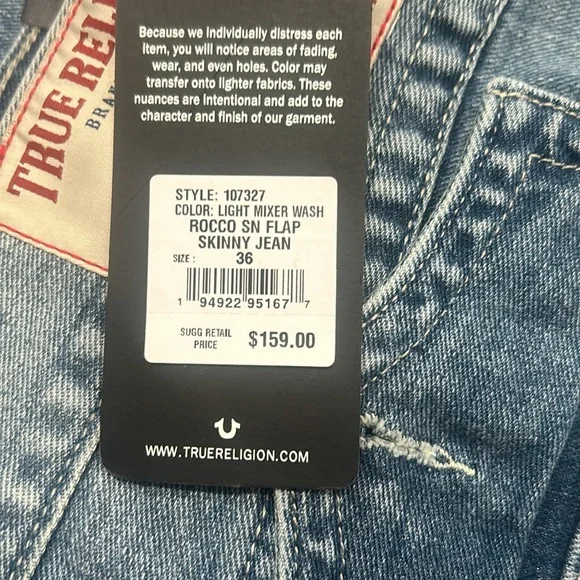 TRUE REL
BRA
Because we individually distress each
item, you will notice areas of fading,
wear, and even holes. Color may
transfer onto lighter fabrics. These
nuances are intentional and add to the
character and finish of our garment.
STYLE: 107327
COLOR: LIGHT MIXER WASH
ROCCO SN FLAP
SKINNY JEAN
SIZE : 36
1 94922 95167 7
SUGG RETAIL
PRICE $159.00
WWW.TRUERELIGION.COM